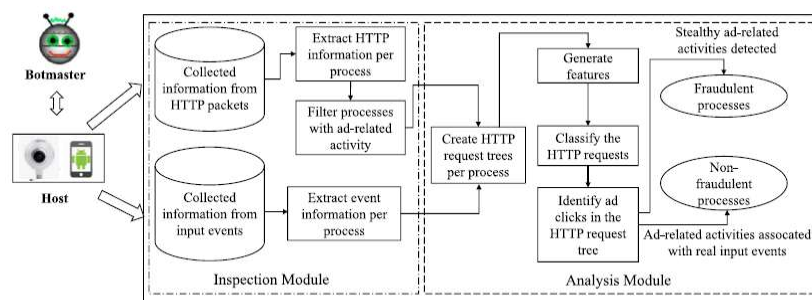 Botmaster
Host
Collected
information from
HTTP packets
Extract HTTP
information per
process
Filter processes
with ad-related
activity
Collected
information from
input events
Extract event
information per
process
Inspection Module
Create HTTP
request trees
per process
Generate
features
Classify the
HTTP requests
Identify ad
clicks in the
HTTP request
tree
Stealthy ad-related
activities detected
Fraudulent
processes
Non-
fraudulent
processes
Ad-related activities assocated
with real input events
Analysis Module